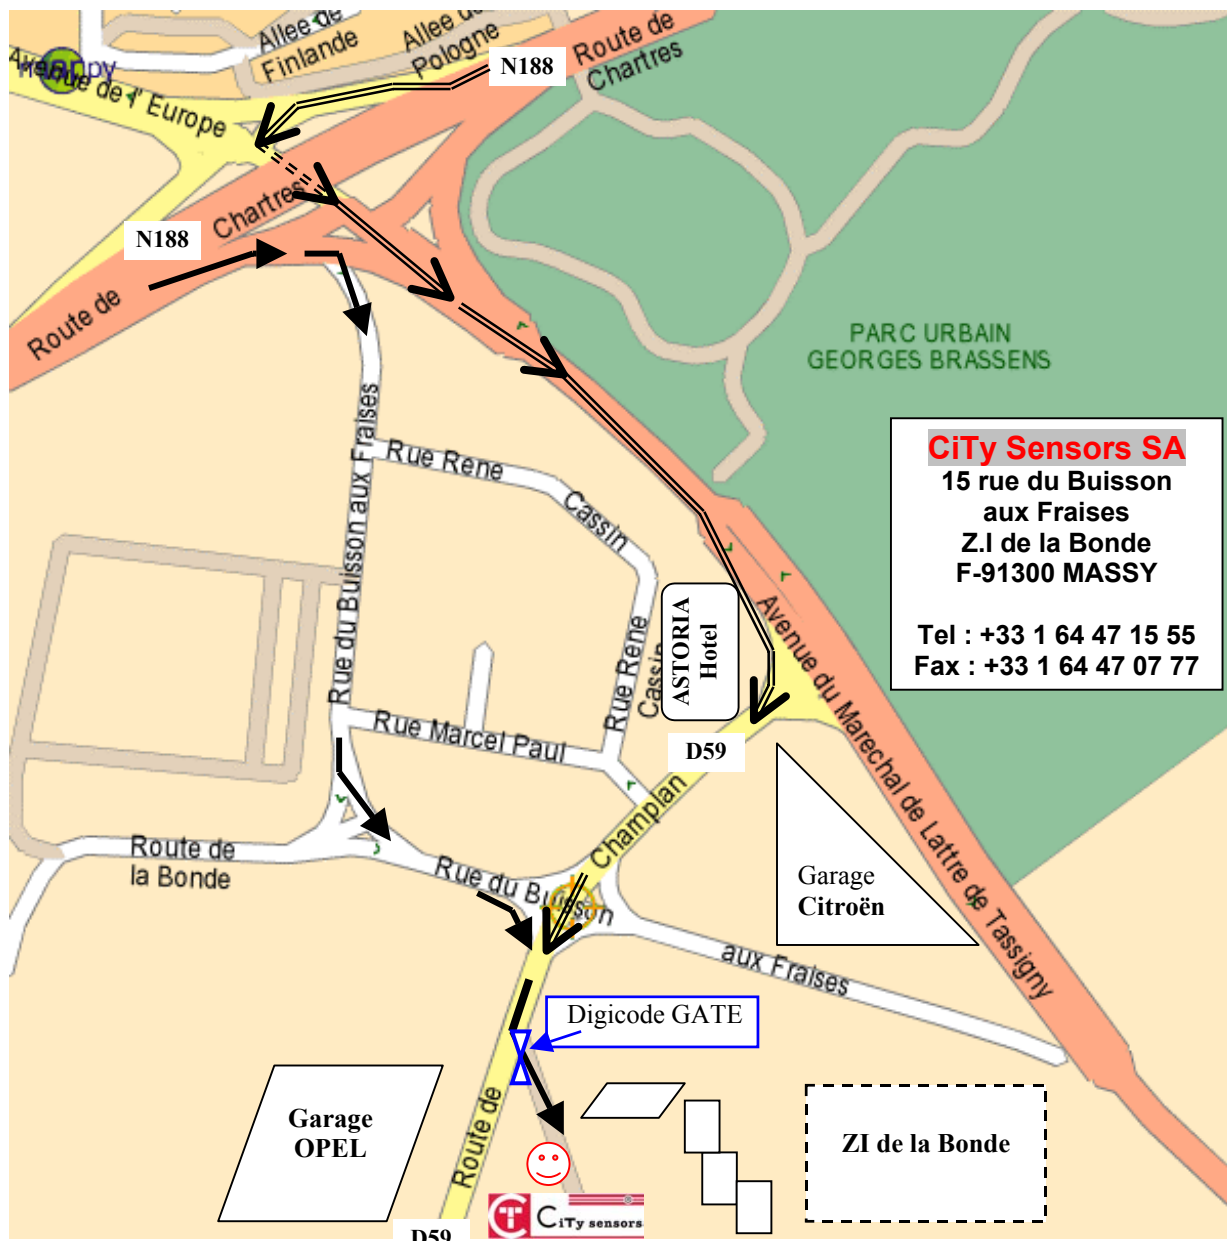 Allee de
Finlande
Allee de
Pologne
N188
Route de
Chartres
Avenue de l' Europe
Chartres
N188
Route de
PARC URBAIN
GEORGES BRASSENS
CiTy Sensors SA
15 rue du Buisson
aux Fraises
Z.I de la Bonde
F-91300 MASSY
Tel : +33 1 64 47 15 55
Fax : +33 1 64 47 07 77
Rue du Buisson aux Fraises
Rue Rene
Cassin
Rue Rene
Cassin
ASTORIA
Hotel
Avenue du Marechal de Lattre de Tassigny
Rue Marcel Paul
D59
Champlan
Route de
la Bonde
Rue du Buisson
aux Fraises
Garage
Citroën
Digicode GATE
Garage
OPEL
Route de
ZI de la Bonde
CiTy sensors
D59